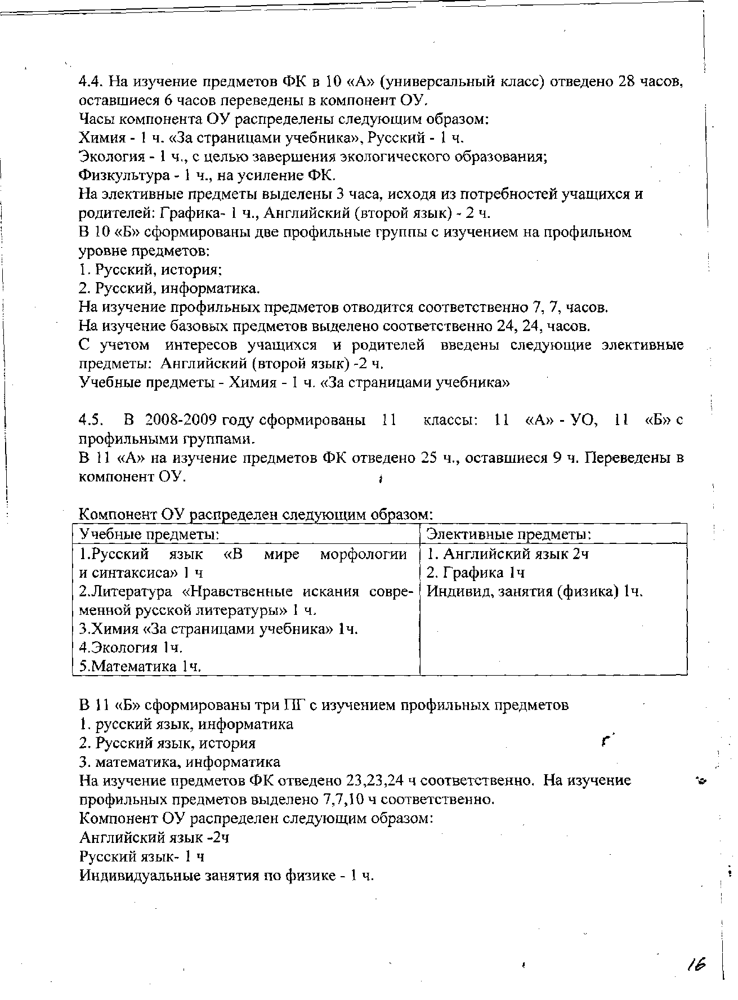 4.4. На изучение предметов ФК в 10 «А» (универсальный класс) отведено 28 часов,
оставшиеся 6 часов переведены в компонент ОУ.
Часы компонента ОУ распределены следующим образом:
Химия - 1 ч. «За страницами учебника», Русский - 1 ч.
Экология - 1 ч., с целью завершения экологического образования;
Физкультура - 1 ч., на усиление ФК.
На элективные предметы выделены 3 часа, исходя из потребностей учащихся и
родителей: Графика- 1 ч., Английский (второй язык) - 2 ч.
В 10 «Б» сформированы две профильные группы с изучением на профильном
уровне предметов:
1. Русский, история;
2. Русский, информатика.
На изучение профильных предметов отводится соответственно 7, 7, часов.
На изучение базовых предметов выделено соответственно 24, 24, часов.
С учетом интересов учащихся и родителей введены следующие элективные
предметы: Английский (второй язык) -2 ч.
Учебные предметы - Химия - 1 ч. «За страницами учебника»
4.5. В 2008-2009 году сформированы 11 классы: 11 «А» - УО, 11 «Б» с
профильными группами.
В 11 «А» на изучение предметов ФК отведено 25 ч., оставшиеся 9 ч. Переведены в
компонент ОУ.
Компонент ОУ распределен следующим образом:
Учебные предметы:
1.Русский язык «В мире морфологии
и синтаксиса» 1 ч
2.Литература «Нравственные искания совре-
менной русской литературы» 1 ч.
3.Химия «За страницами учебника» 1ч.
4.Экология 1ч.
5.Математика 1ч.
Элективные предметы:
1. Английский язык 2ч
2. Графика 1ч
Индивид, занятия (физика) 1ч.
В 11 «Б» сформированы три ПГ с изучением профильных предметов
1. русский язык, информатика
2. Русский язык, история
3. математика, информатика
На изучение предметов ФК отведено 23,23,24 ч соответственно. На изучение
профильных предметов выделено 7,7,10 ч соответственно.
Компонент ОУ распределен следующим образом:
Английский язык -2ч
Русский язык- 1 ч
Индивидуальные занятия по физике - 1 ч.
16